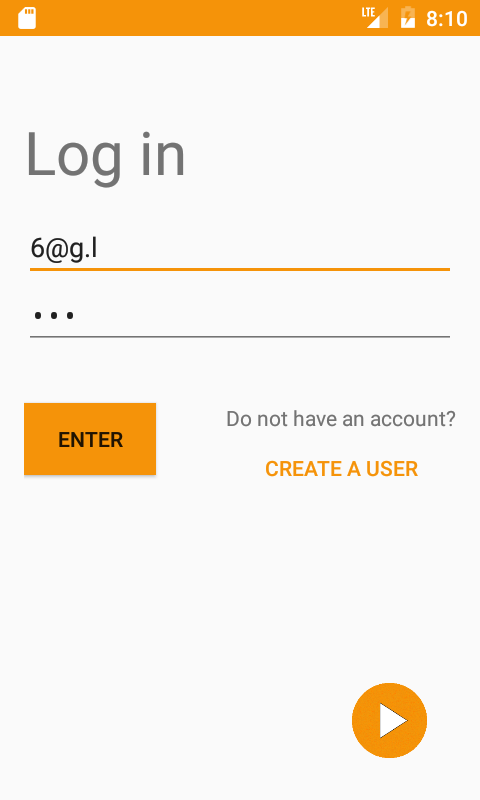 LTE 8:10
Log in
6@g.l
•••
ENTER
Do not have an account?
CREATE A USER